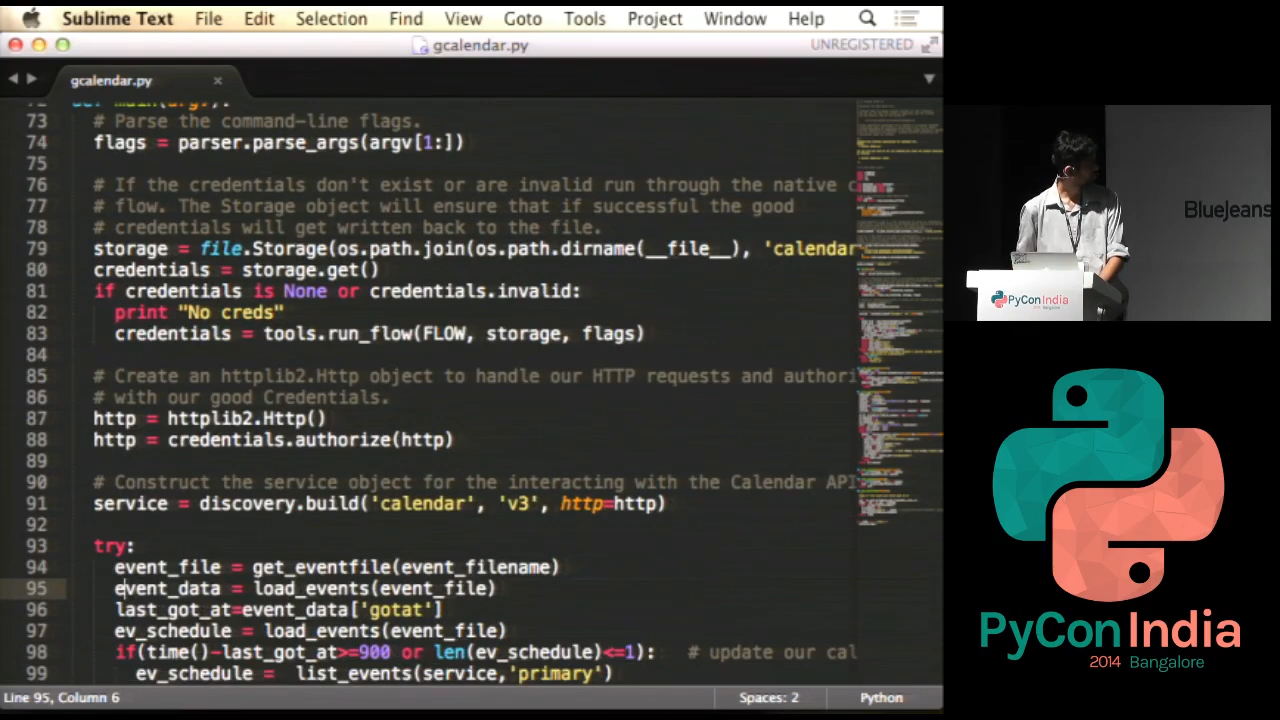 Sublime Text File Edit Selection Find View Goto Tools Project Window Help
gcalendar.py UNREGISTERED
gcalendar.py ×
72 def main(argv):
73 # Parse the command-line flags.
74 flags = parser.parse_args(argv[1:])
75
76 # If the credentials don't exist or are invalid run through the native c
77 # flow. The Storage object will ensure that if successful the good
78 # credentials will get written back to the file.
79 storage = file.Storage(os.path.join(os.path.dirname(__file__), 'calendar
80 credentials = storage.get()
81 if credentials is None or credentials.invalid:
82 print "No creds"
83 credentials = tools.run_flow(FLOW, storage, flags)
84
85 # Create an httplib2.Http object to handle our HTTP requests and authori
86 # with our good Credentials.
87 http = httplib2.Http()
88 http = credentials.authorize(http)
89
90 # Construct the service object for the interacting with the Calendar API
91 service = discovery.build('calendar', 'v3', http=http)
92
93 try:
94 event_file = get_eventfile(event_filename)
95 event_data = load_events(event_file)
96 last_got_at=event_data['gotat']
97 ev_schedule = load_events(event_file)
98 if(time()-last_got_at>=900 or len(ev_schedule)<=1): # update our cal
99 ev_schedule = list_events(service,'primary')
Line 95, Column 6 Spaces: 2 Python
BlueJeans
PyCon India
2014 Bangalore
PyCon India
2014 Bangalore